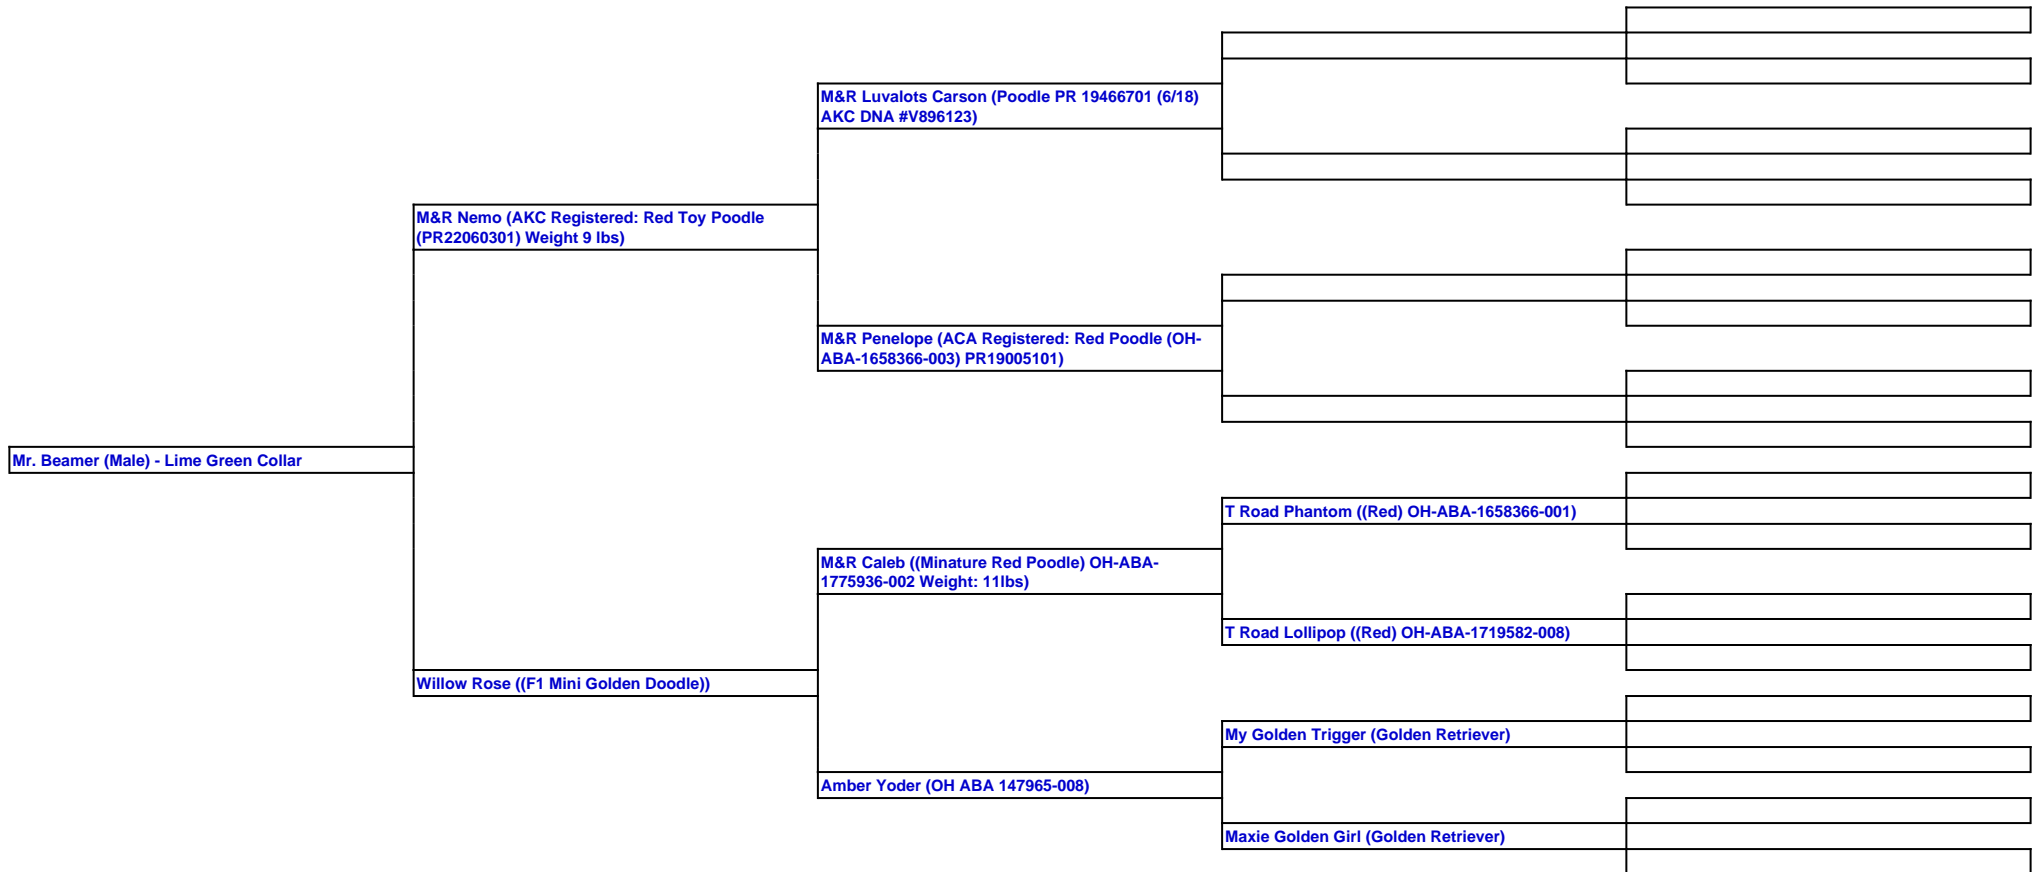 M&R Luvalots Carson (Poodle PR 19466701 (6/18)
AKC DNA #V896123)
M&R Nemo (AKC Registered: Red Toy Poodle
(PR22060301) Weight 9 lbs)
M&R Penelope (ACA Registered: Red Poodle (OH-
ABA-1658366-003) PR19005101)
Mr. Beamer (Male) - Lime Green Collar
T Road Phantom ((Red) OH-ABA-1658366-001)
M&R Caleb ((Minature Red Poodle) OH-ABA-
1775936-002 Weight: 11lbs)
T Road Lollipop ((Red) OH-ABA-1719582-008)
Willow Rose ((F1 Mini Golden Doodle))
My Golden Trigger (Golden Retriever)
Amber Yoder (OH ABA 147965-008)
Maxie Golden Girl (Golden Retriever)